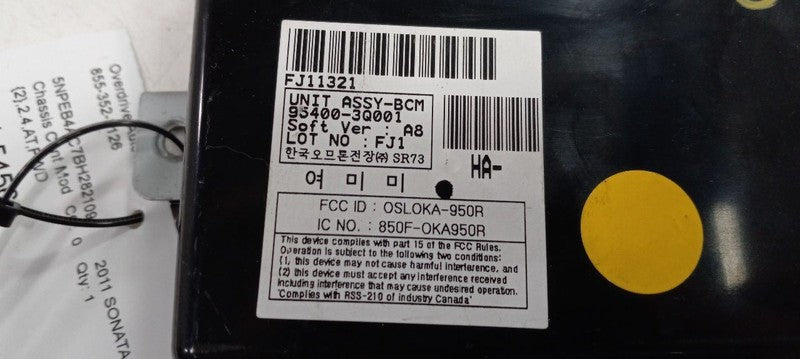 FJ11321
UNIT ASSY-BCM
95400-3Q001
Soft Ver : A8
LOT NO : FJ1
한국오므론전장㈜ SR73
HA-
여 미 미
FCC ID : OSLOKA-950R
IC NO. : 850F-OKA950R
This device complies with part 15 of the FCC Rules.
Operation is subject to the following two conditions:
(1, this device may not cause harmful interference, and
(2) this device must accept any interference received
including interference that may cause undesired operation.
"Complies with RSS-210 of industry Canada"
Overdrive
855-352-
Chassis Cont Mod
(2),2.4,AT,FWD
2011 SONATA
Qty: 1